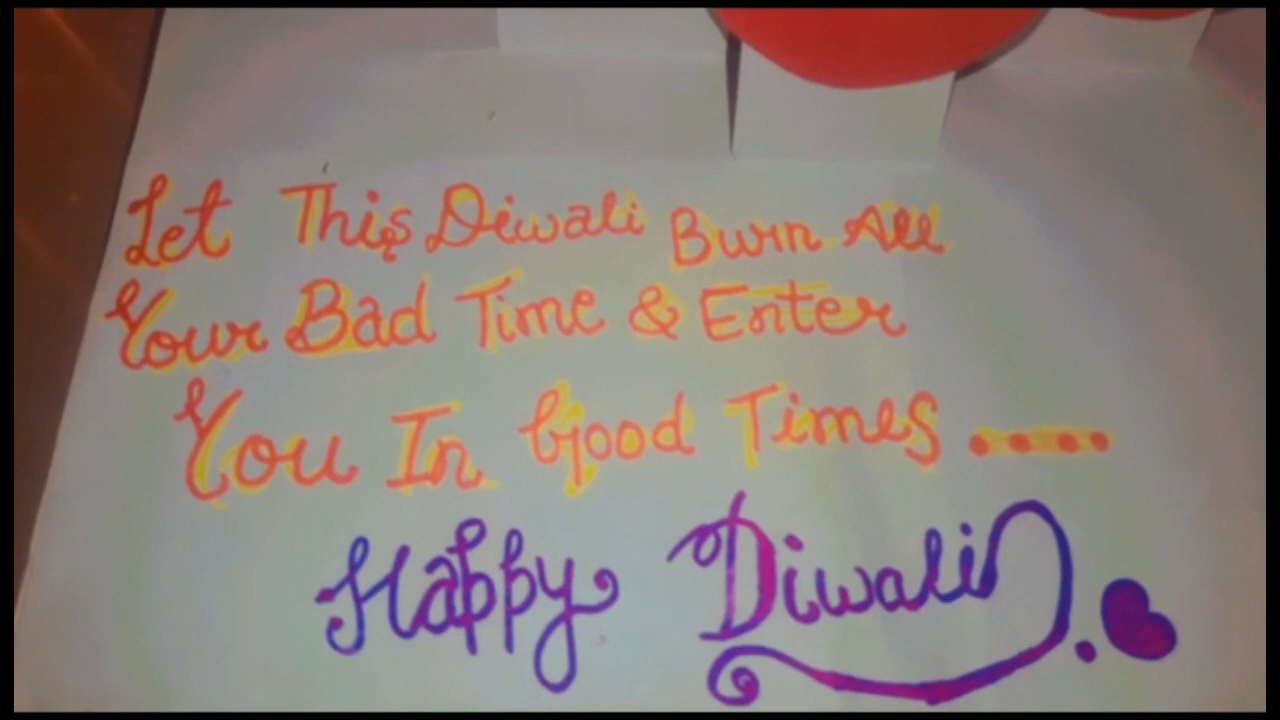 Let This Diwali Burn All
Your Bad Time & Enter
You In Good Times ....
Happy Diwali